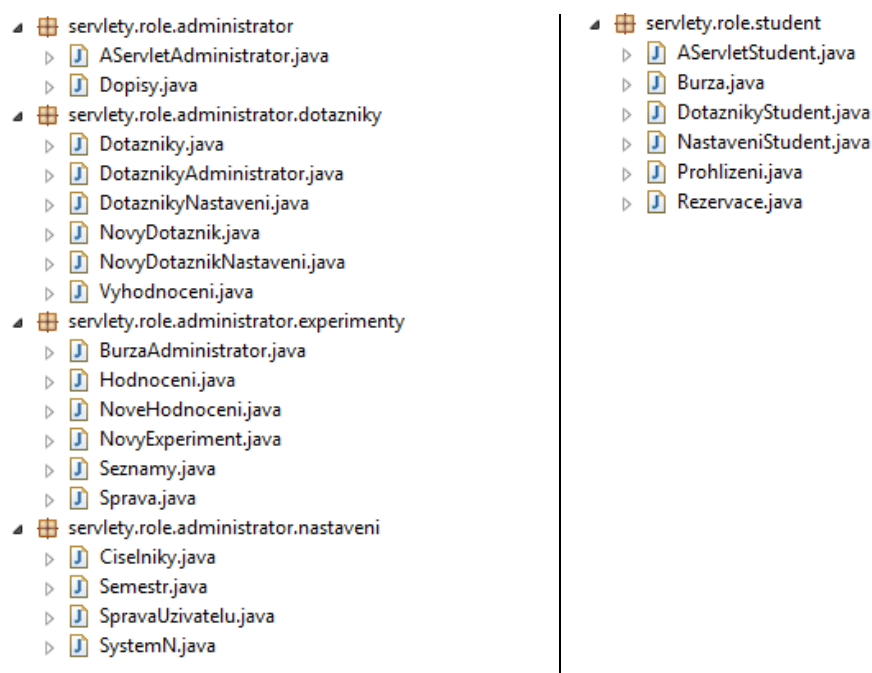 servlety.role.administrator
AServletAdministrator.java
Dopisy.java
servlety.role.administrator.dotazniky
Dotazniky.java
DotaznikyAdministrator.java
DotaznikyNastaveni.java
NovyDotaznik.java
NovyDotaznikNastaveni.java
Vyhodnoceni.java
servlety.role.administrator.experimenty
BurzaAdministrator.java
Hodnoceni.java
NoveHodnoceni.java
NovyExperiment.java
Seznamy.java
Sprava.java
servlety.role.administrator.nastaveni
Ciselniky.java
Semestr.java
SpravaUzivatelu.java
SystemN.java
servlety.role.student
AServletStudent.java
Burza.java
DotaznikyStudent.java
NastaveniStudent.java
Prohlizeni.java
Rezervace.java